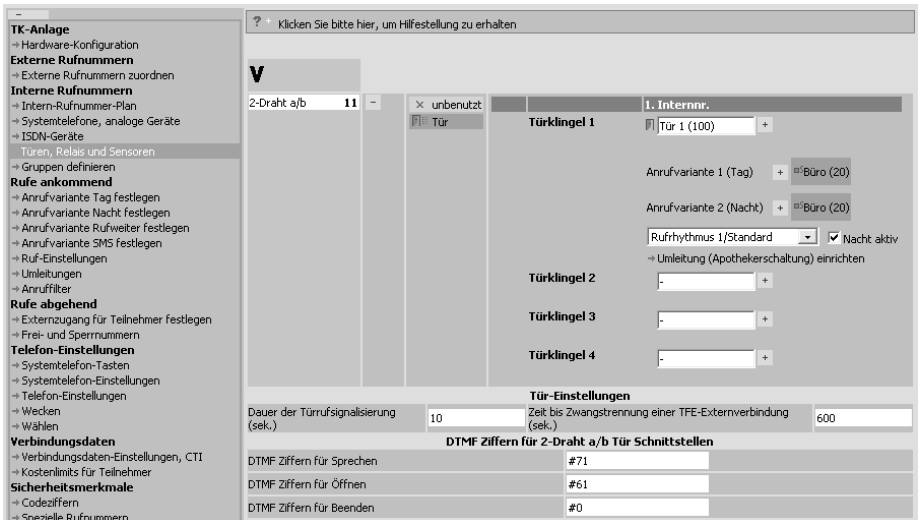 TK-Anlage
→ Hardware-Konfiguration
Externe Rufnummern
→ Externe Rufnummern zuordnen
Interne Rufnummern
→ Intern-Rufnummer-Plan
→ Systemtelefone, analoge Geräte
→ ISDN-Geräte
Türen, Relais und Sensoren
→ Gruppen definieren
Rufe ankommend
→ Anrufvariante Tag festlegen
→ Anrufvariante Nacht festlegen
→ Anrufvariante Rufweiter festlegen
→ Anrufvariante SMS festlegen
→ Ruf-Einstellungen
→ Umleitungen
→ Anruffilter
Rufe abgehend
→ Externzugang für Teilnehmer festlegen
→ Frei- und Sperrnummern
Telefon-Einstellungen
→ Systemtelefon-Tasten
→ Systemtelefon-Einstellungen
→ Telefon-Einstellungen
→ Wecken
→ Wählen
Verbindungsdaten
→ Verbindungsdaten-Einstellungen, CTI
→ Kostenlimits für Teilnehmer
Sicherheitsmerkmale
→ Codeziffern
→ Spezielle Rufnummern
? Klicken Sie bitte hier, um Hilfestellung zu erhalten
V
2-Draht a/b 11 -
× unbenutzt
Tür
1. Internnr.
Türklingel 1 Tür 1 (100) +
Anrufvariante 1 (Tag) + Büro (20)
Anrufvariante 2 (Nacht) + Büro (20)
Rufrhythmus 1/Standard Nacht aktiv
→ Umleitung (Apothekerschaltung) einrichten
Türklingel 2 - +
Türklingel 3 - +
Türklingel 4 - +
Tür-Einstellungen
Dauer der Türrufsignalisierung (sek.) 10 Zeit bis Zwangstrennung einer TFE-Externverbindung (sek.) 600
DTMF Ziffern für 2-Draht a/b Tür Schnittstellen
DTMF Ziffern für Sprechen #71
DTMF Ziffern für Öffnen #61
DTMF Ziffern für Beenden #0